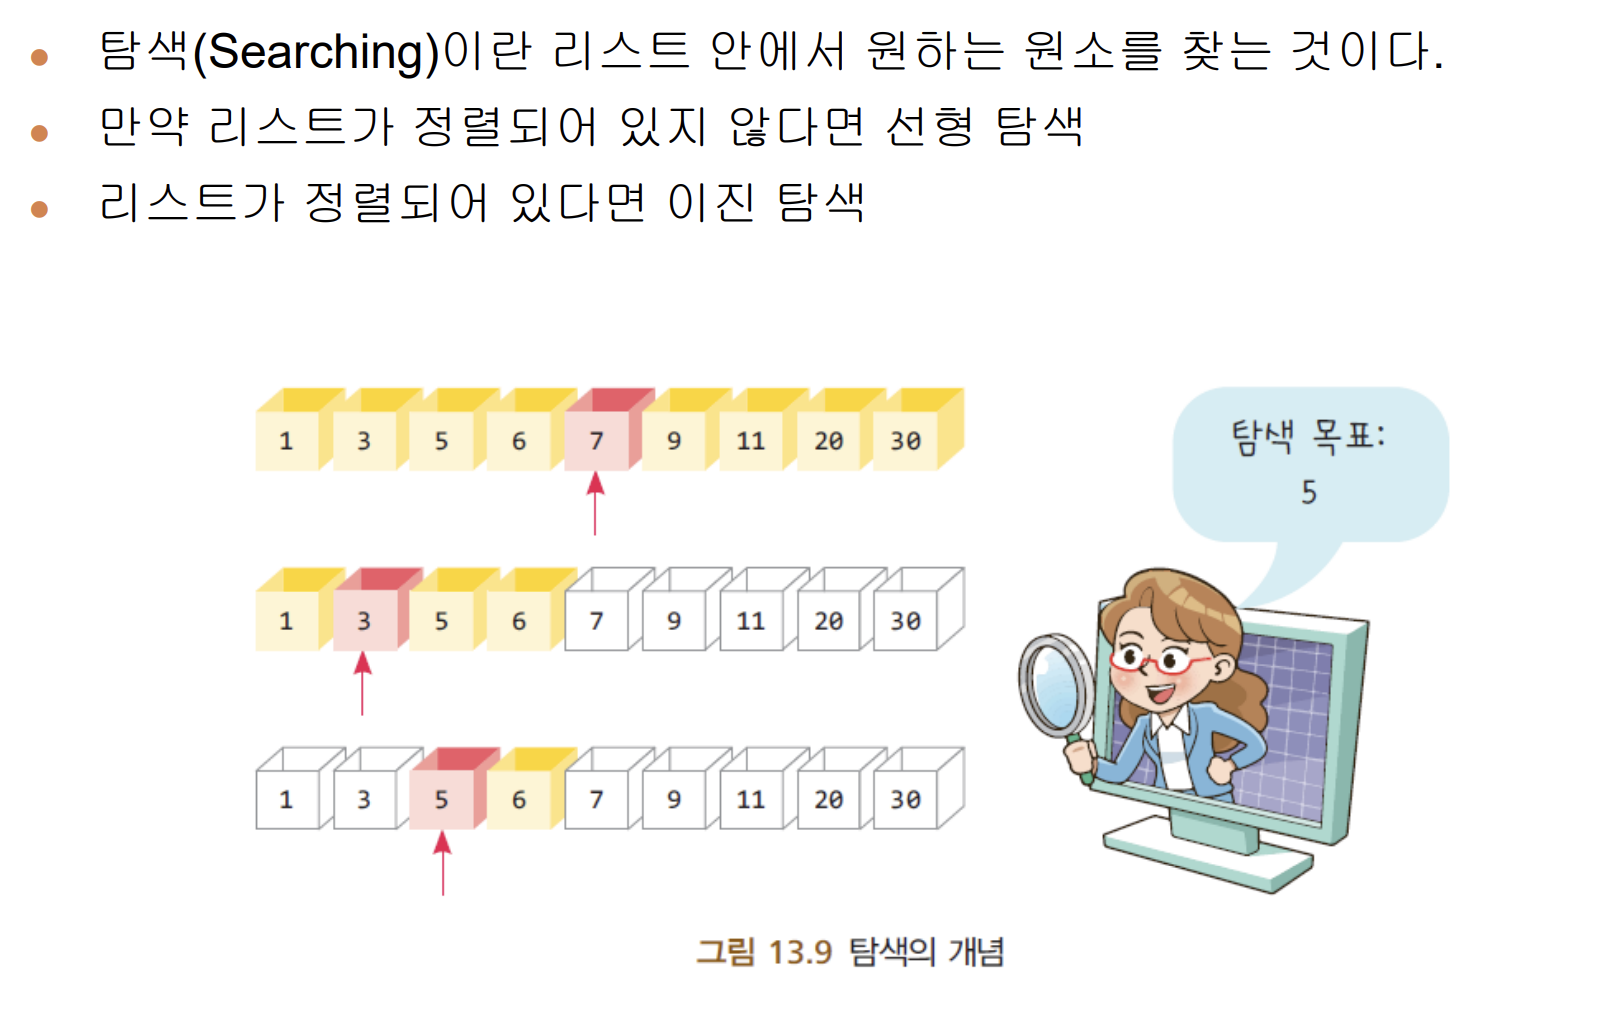 탐색(Searching)이란 리스트 안에서 원하는 원소를 찾는 것이다.
만약 리스트가 정렬되어 있지 않다면 선형 탐색
리스트가 정렬되어 있다면 이진 탐색
1 3 5 6 7 9 11 20 30
탐색 목표:
5
1 3 5 6 7 9 11 20 30
1 3 5 6 7 9 11 20 30
그림 13.9 탐색의 개념